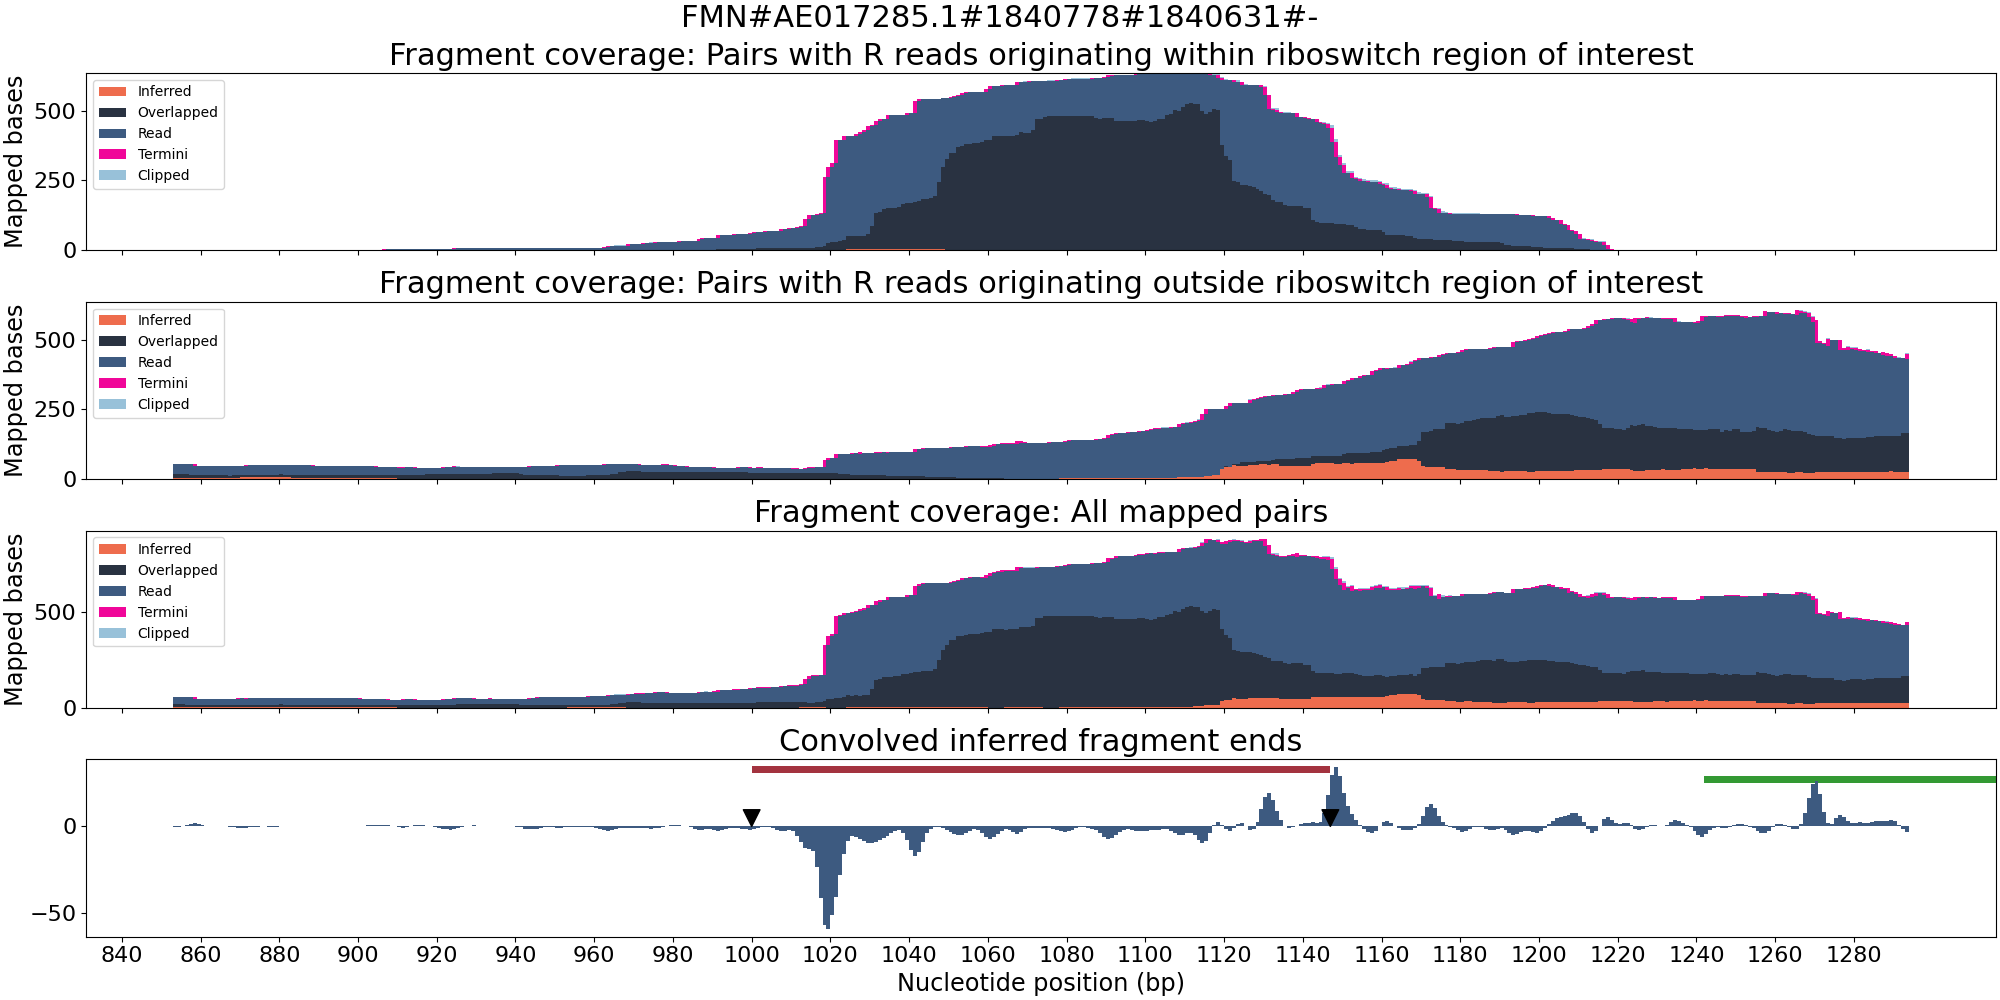 FMN#AE017285.1#1840778#1840631#-
Fragment coverage: Pairs with R reads originating within riboswitch region of interest
Mapped bases
500
250
0
Inferred
Overlapped
Read
Termini
Clipped
Fragment coverage: Pairs with R reads originating outside riboswitch region of interest
Mapped bases
500
250
0
Inferred
Overlapped
Read
Termini
Clipped
Fragment coverage: All mapped pairs
Mapped bases
500
0
Inferred
Overlapped
Read
Termini
Clipped
Convolved inferred fragment ends
0
−50
840 860 880 900 920 940 960 980 1000 1020 1040 1060 1080 1100 1120 1140 1160 1180 1200 1220 1240 1260 1280
Nucleotide position (bp)